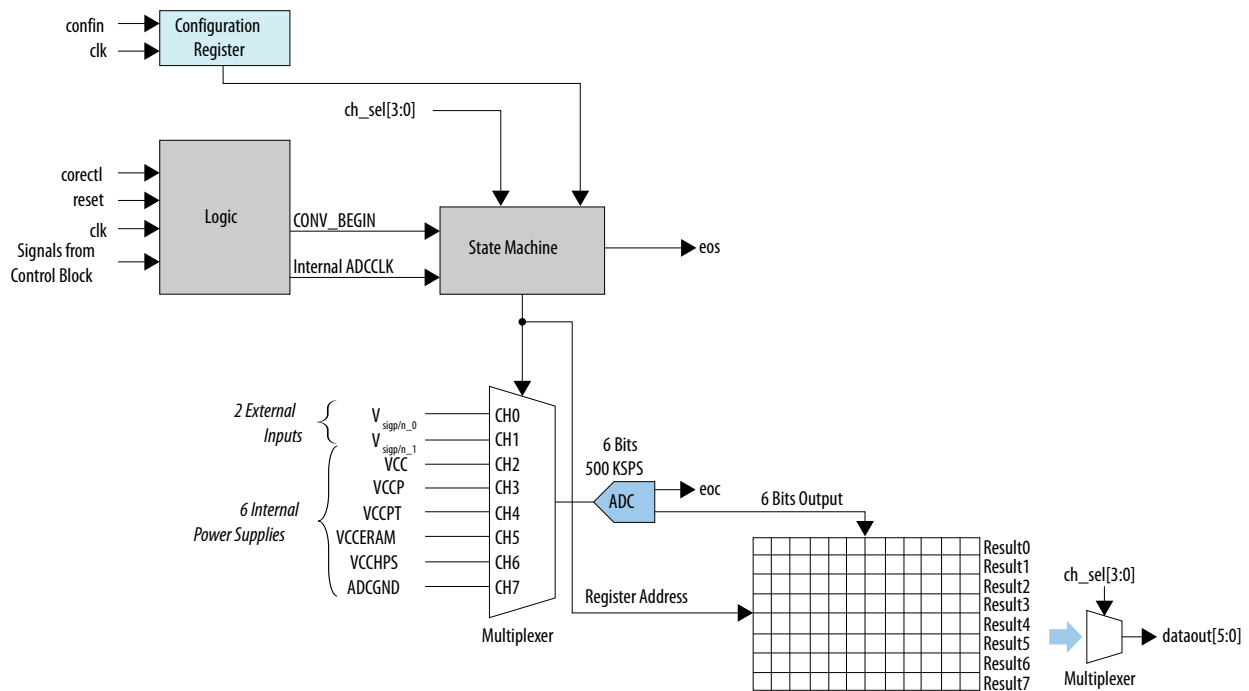 confin
clk
Configuration
Register
ch_sel[3:0]
corectl
reset
clk
Signals from
Control Block
Logic
CONV_BEGIN
Internal ADCCLK
State Machine
eos
2 External
Inputs
6 Internal
Power Supplies
V sigp/n_0
V sigp/n_1
VCC
VCCP
VCCPT
VCCERAM
VCCHPS
ADCGND
CH0
CH1
CH2
CH3
CH4
CH5
CH6
CH7
Multiplexer
6 Bits
500 KSPS
ADC
eoc
6 Bits Output
Register Address
Result0
Result1
Result2
Result3
Result4
Result5
Result6
Result7
ch_sel[3:0]
dataout[5:0]
Multiplexer